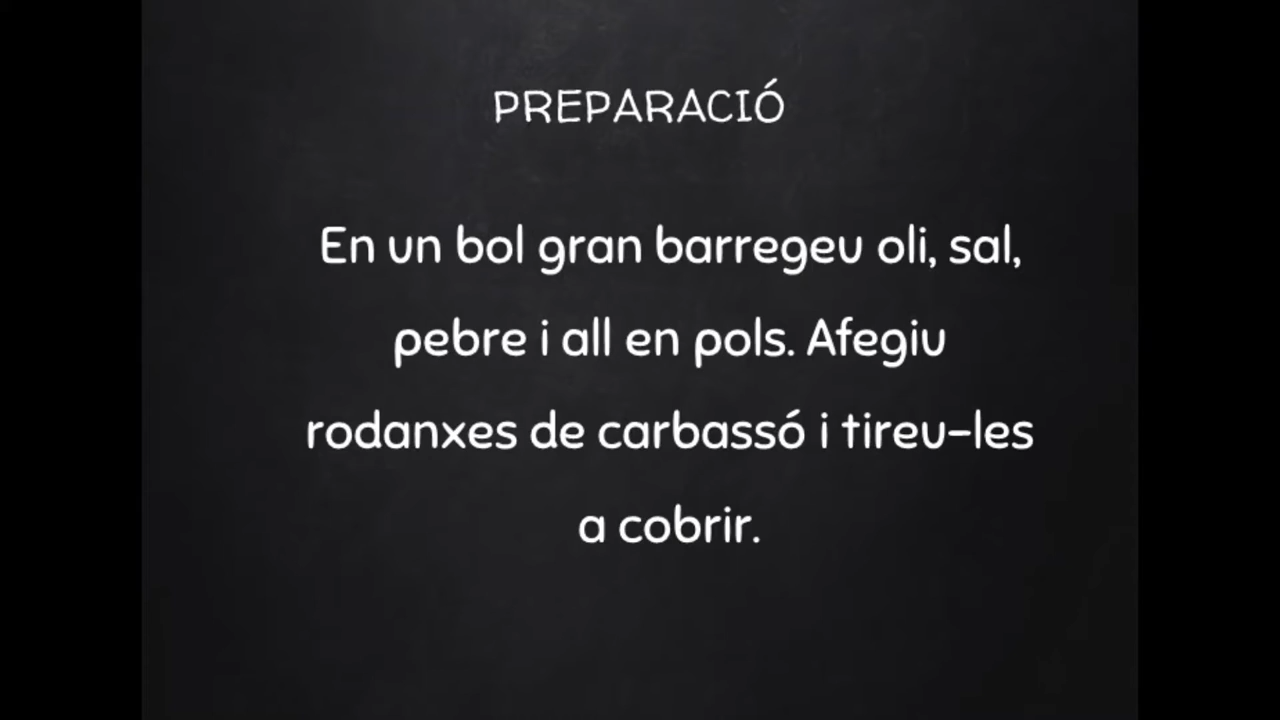 PREPARACIÓ
En un bol gran barregeu oli, sal,
pebre i all en pols. Afegiu
rodanxes de carbassó i tireu-les
a cobrir.